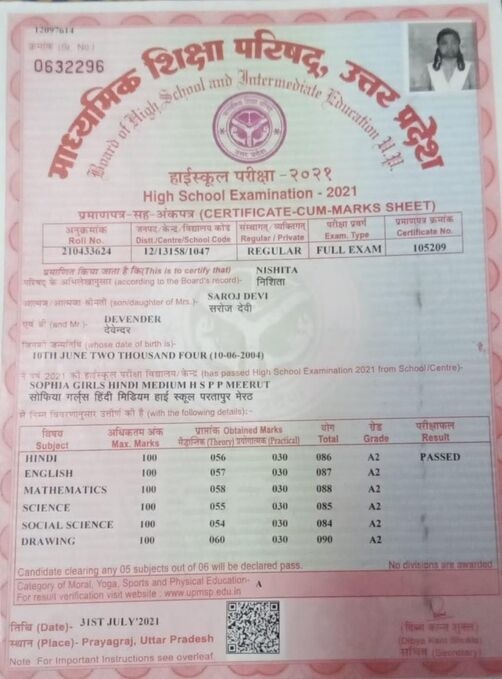 12097614
क्रमांक (Sl. No.)
0632296
माध्यमिक शिक्षा परिषद्, उत्तर प्रदेश
Board of High School and Intermediate Education U.P.
हाईस्कूल परीक्षा -२०२१
High School Examination - 2021
प्रमाणपत्र-सह-अंकपत्र (CERTIFICATE-CUM-MARKS SHEET)
अनुक्रमांक जनपद/केन्द्र/विद्यालय कोड संस्थागत/व्यक्तिगत परीक्षा प्रवर्ग प्रमाणपत्र क्रमांक
Roll No. Distt./Centre/School Code Regular / Private Exam. Type Certificate No.
210433624 12/13158/1047 REGULAR FULL EXAM 105209
प्रमाणित किया जाता है कि(This is to certify that) NISHITA
परिषद के अभिलेखानुसार (according to the Board's record)- निशिता
आत्मज/आत्मजा श्रीमती (son/daughter of Mrs.)- SAROJ DEVI
सरोज देवी
एवं श्री (and Mr.)- DEVENDER
देवेन्दर
जिनकी जन्मतिथि (whose date of birth is)-
10TH JUNE TWO THOUSAND FOUR (10-06-2004)
ने वर्ष 2021 की हाईस्कूल परीक्षा विद्यालय/केन्द्र (has passed High School Examination 2021 from School/Centre)-
SOPHIA GIRLS HINDI MEDIUM H S P P MEERUT
सोफिया गर्ल्स हिंदी मिडियम हाई स्कूल परतापुर मेरठ
से निम्न विवरणानुसार उत्तीर्ण की है (with the following details):-
विषय अधिकतम अंक प्राप्तांक Obtained Marks योग ग्रेड परीक्षाफल
Subject Max. Marks सैद्धान्तिक (Theory) प्रयोगात्मक (Practical) Total Grade Result
HINDI 100 056 030 086 A2 PASSED
ENGLISH 100 057 030 087 A2
MATHEMATICS 100 058 030 088 A2
SCIENCE 100 055 030 085 A2
SOCIAL SCIENCE 100 054 030 084 A2
DRAWING 100 060 030 090 A2
Candidate clearing any 05 subjects out of 06 will be declared pass. No divisions are awarded
Category of Moral, Yoga, Sports and Physical Education- A
For result verification visit website : www.upmsp.edu.in
तिथि (Date)- 31ST JULY'2021
(दिव्य कान्त शुक्ल)
स्थान (Place)- Prayagraj, Uttar Pradesh
(Divya Kant Shukla)
सचिव (Secretary)
Note :For Important Instructions see overleaf.